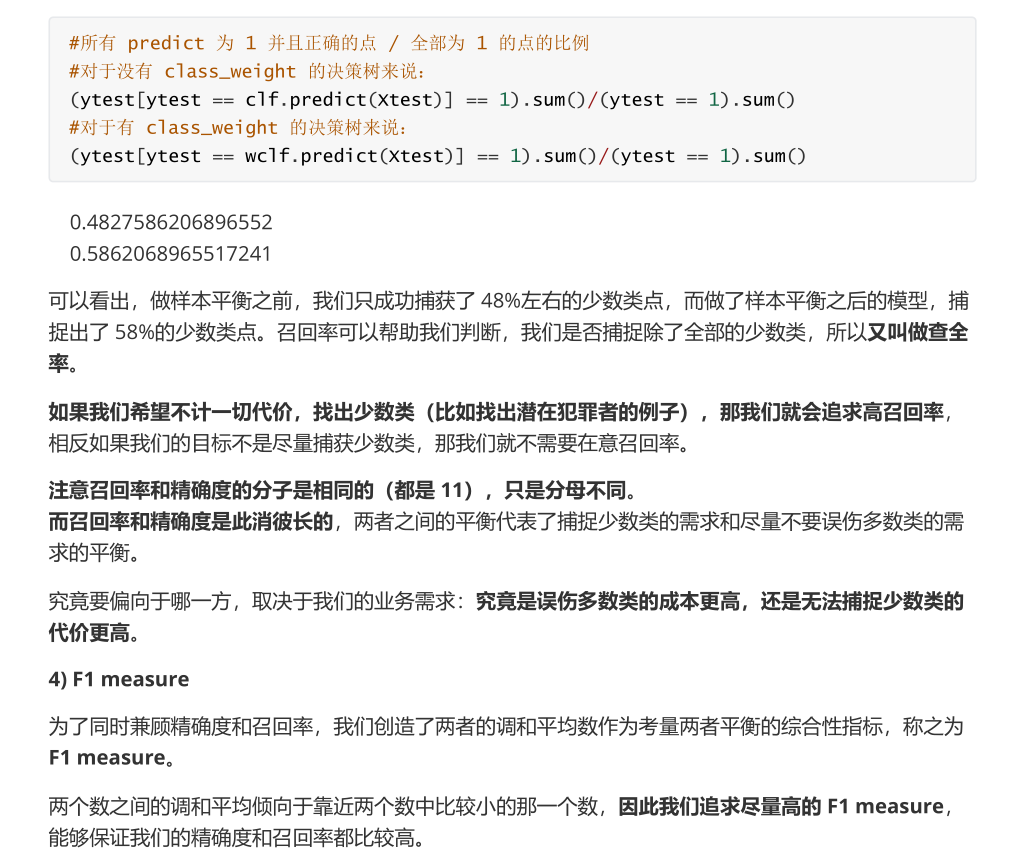 #所有 predict 为 1 并且正确的点 / 全部为 1 的点的比例
#对于没有 class_weight 的决策树来说：
(ytest[ytest == clf.predict(Xtest)] == 1).sum()/(ytest == 1).sum()
#对于有 class_weight 的决策树来说：
(ytest[ytest == wclf.predict(Xtest)] == 1).sum()/(ytest == 1).sum()
0.4827586206896552
0.5862068965517241
可以看出，做样本平衡之前，我们只成功捕获了 48%左右的少数类点，而做了样本平衡之后的模型，捕
捉出了 58%的少数类点。召回率可以帮助我们判断，我们是否捕捉除了全部的少数类，所以又叫做查全
率。
如果我们希望不计一切代价，找出少数类（比如找出潜在犯罪者的例子），那我们就会追求高召回率，
相反如果我们的目标不是尽量捕获少数类，那我们就不需要在意召回率。
注意召回率和精确度的分子是相同的（都是 11），只是分母不同。
而召回率和精确度是此消彼长的，两者之间的平衡代表了捕捉少数类的需求和尽量不要误伤多数类的需
求的平衡。
究竟要偏向于哪一方，取决于我们的业务需求：究竟是误伤多数类的成本更高，还是无法捕捉少数类的
代价更高。
4) F1 measure
为了同时兼顾精确度和召回率，我们创造了两者的调和平均数作为考量两者平衡的综合性指标，称之为
F1 measure。
两个数之间的调和平均倾向于靠近两个数中比较小的那一个数，因此我们追求尽量高的 F1 measure，
能够保证我们的精确度和召回率都比较高。